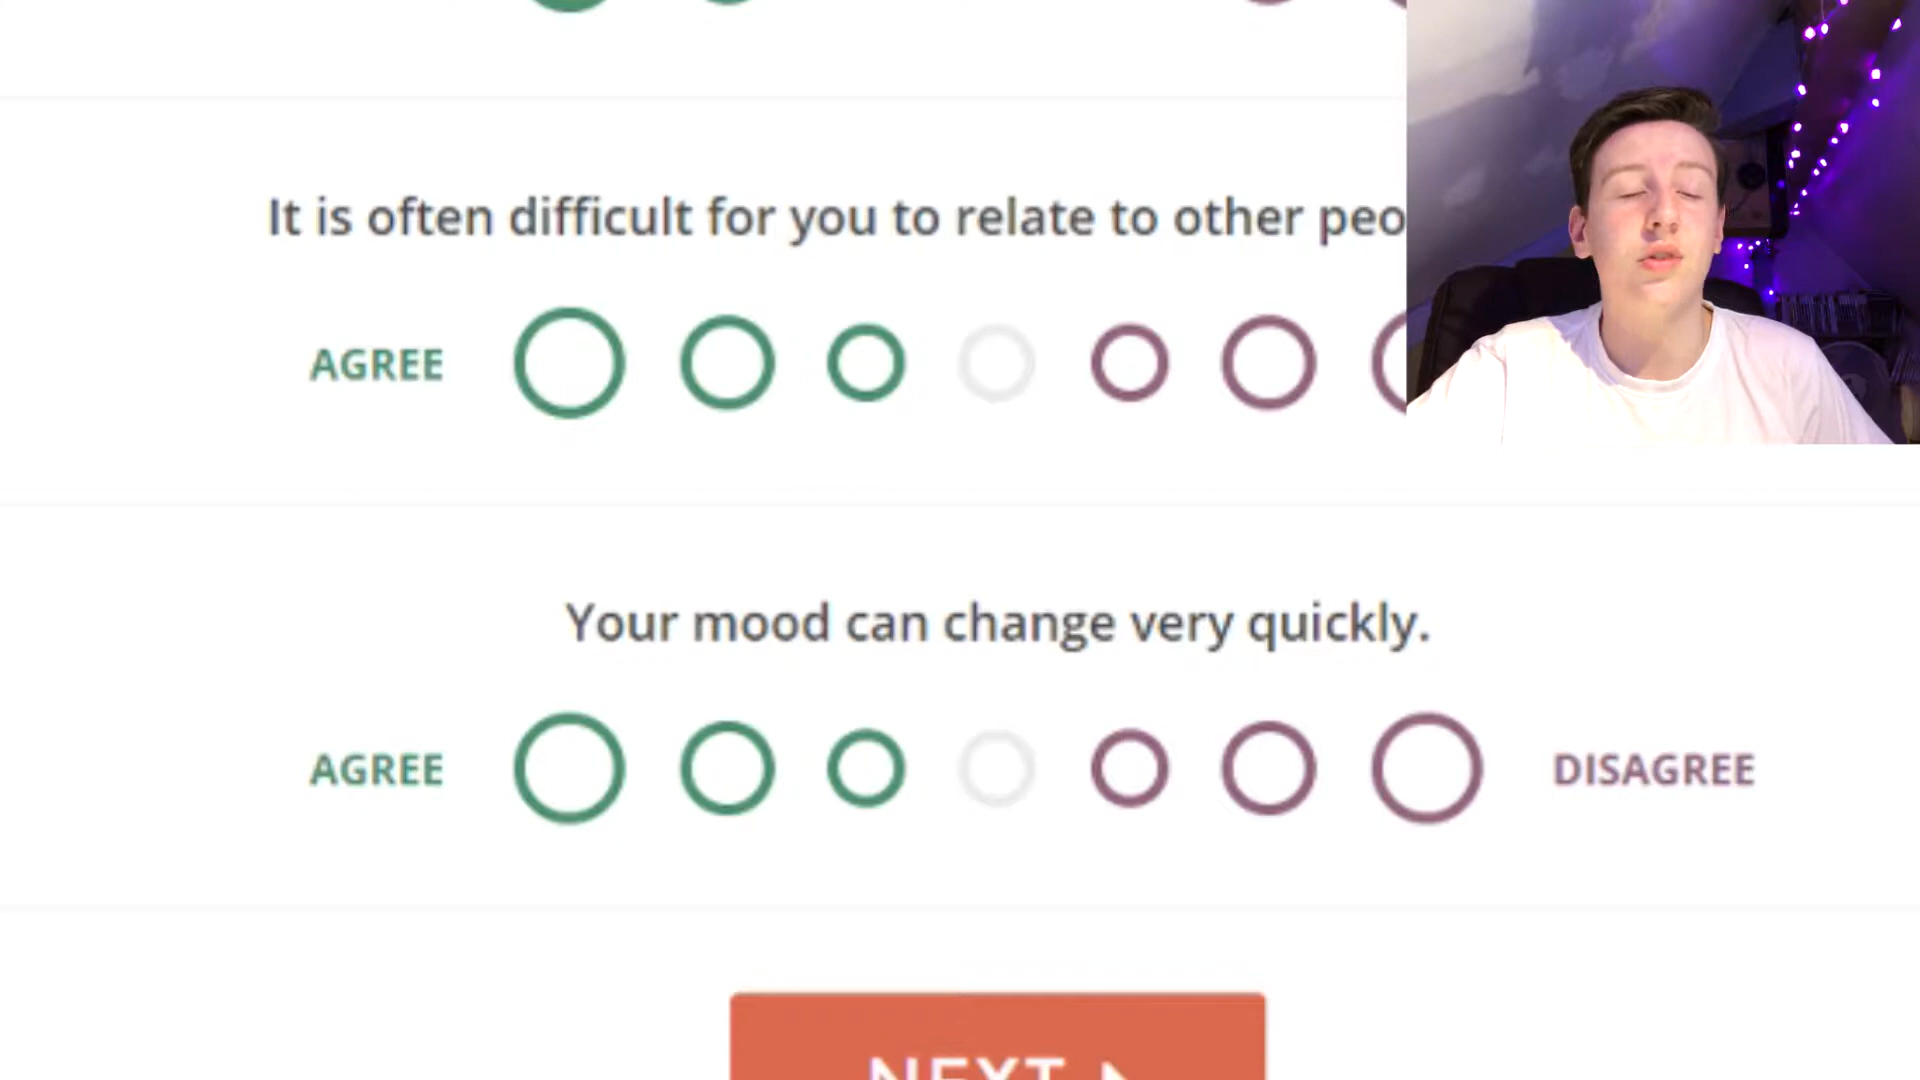 It is often difficult for you to relate to other peo
AGREE
Your mood can change very quickly.
AGREE DISAGREE
NEXT